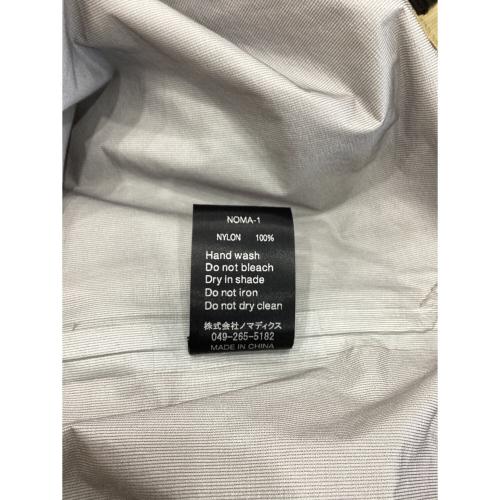 NOMA-1
NYLON 100%
Hand wash
Do not bleach
Dry in shade
Do not iron
Do not dry clean
株式会社ノマディクス
049-265-5182
MADE IN CHINA